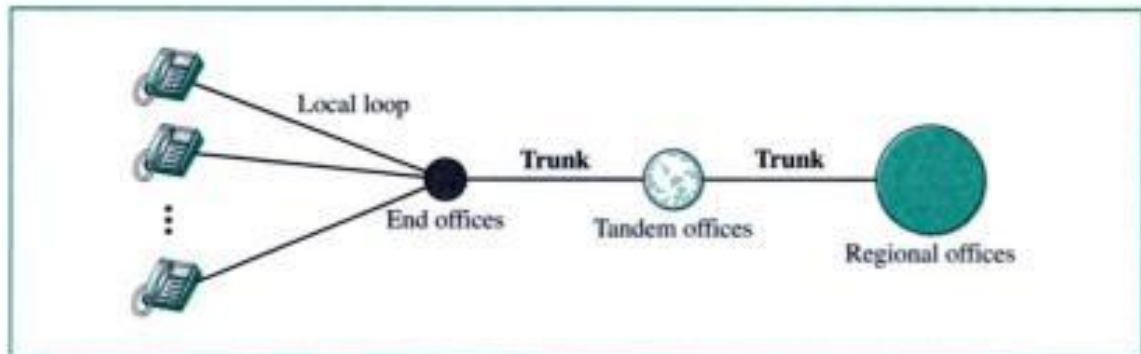 Local loop
Trunk
Trunk
End offices
Tandem offices
Regional offices